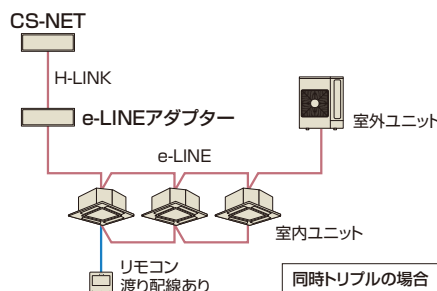 CS-NET
H-LINK
e-LINEアダプター
室外ユニット
e-LINE
室内ユニット
リモコン
渡り配線あり
同時トリプルの場合